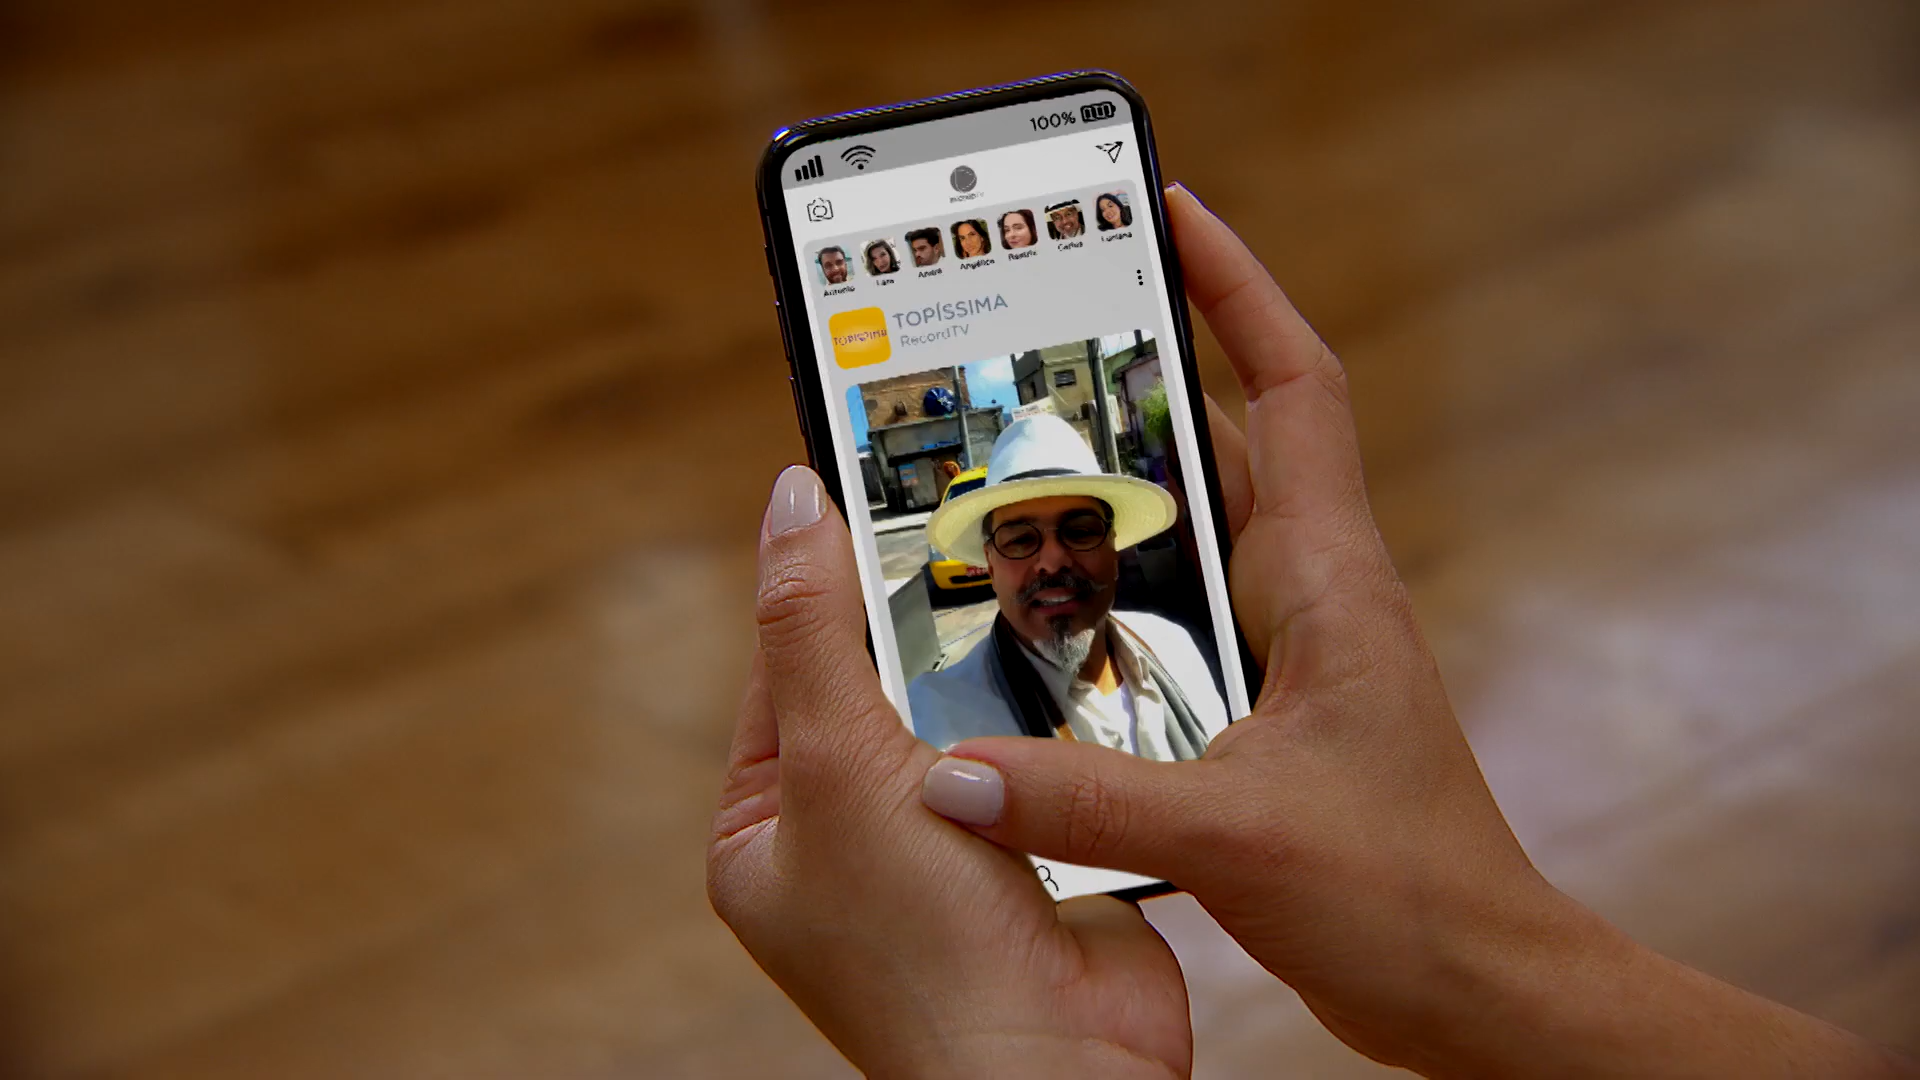 100%
Antonio
Lara
André
Angélica
Beatriz
Carlos
Luciana
TOPÍSSIMA
RecordTV
TOPÍSSIMA